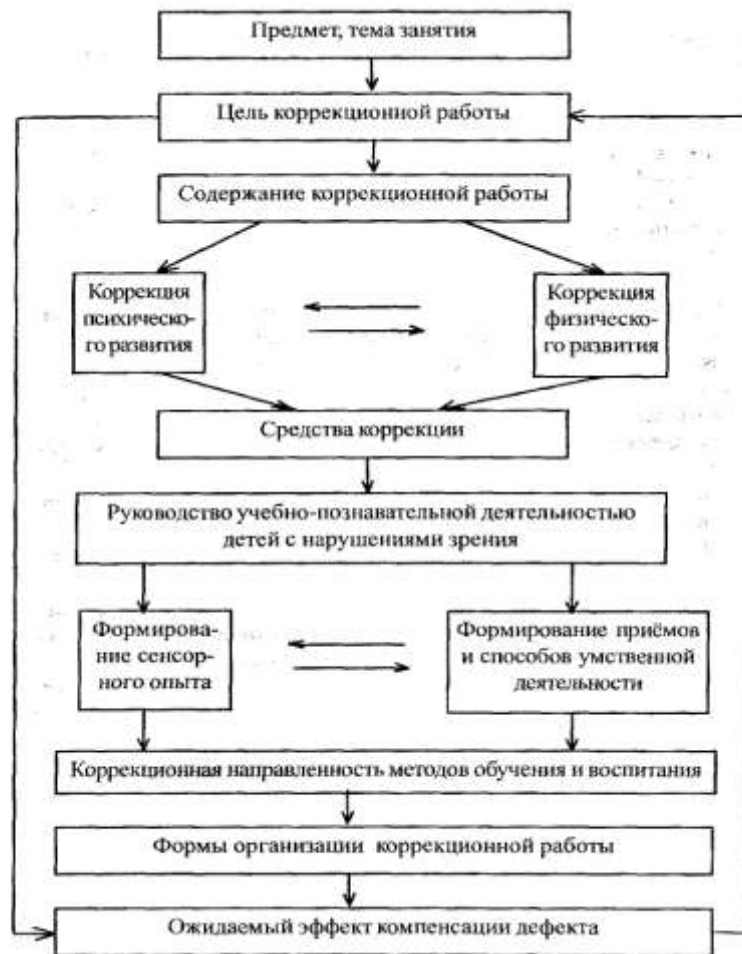 Предмет, тема занятия
Цель коррекционной работы
Содержание коррекционной работы
Коррекция
психическо-
го развития
Коррекция
физическо-
го развития
Средства коррекции
Руководство учебно-познавательной деятельностью
детей с нарушениями зрения
Формирова-
ние сенсор-
ного опыта
Формирование приёмов
и способов умственной
деятельности
Коррекционная направленность методов обучения и воспитания
Формы организации коррекционной работы
Ожидаемый эффект компенсации дефекта